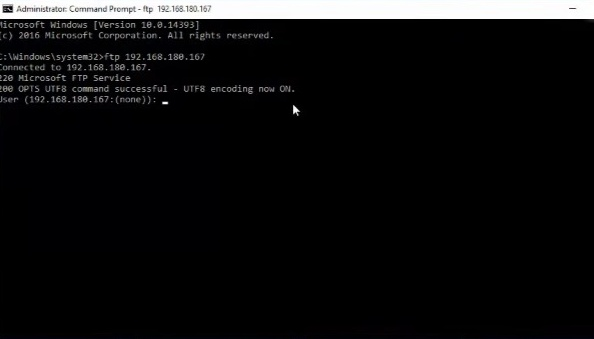 Administrator: Command Prompt - ftp 192.168.180.167
Microsoft Windows [Version 10.0.14393]
(c) 2016 Microsoft Corporation. All rights reserved.
C:\Windows\system32>ftp 192.168.180.167
Connected to 192.168.180.167.
220 Microsoft FTP Service
200 OPTS UTF8 command successful - UTF8 encoding now ON.
User (192.168.180.167:(none)):